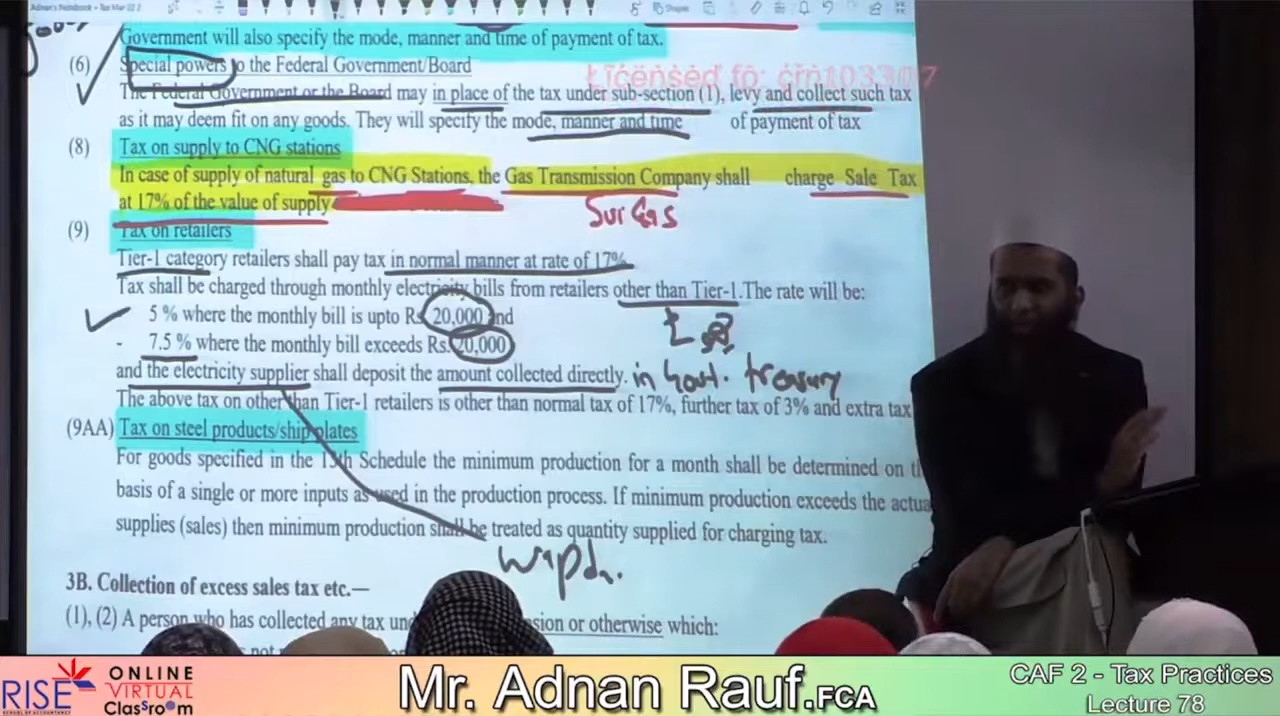 Adnan's Notebook - Tax Mar 22 2
Shapes
Government will also specify the mode, manner and time of payment of tax.
(6) Special powers to the Federal Government/Board
Licensed to:
The Federal Government or the Board may in place of the tax under sub-section (1), levy and collect such tax
as it may deem fit on any goods. They will specify the mode, manner and time of payment of tax
(8) Tax on supply to CNG stations
In case of supply of natural gas to CNG Stations, the Gas Transmission Company shall charge Sale Tax
at 17% of the value of supply
Sui Gas
(9) Tax on retailers
Tier-1 category retailers shall pay tax in normal manner at rate of 17%
Tax shall be charged through monthly electricity bills from retailers other than Tier-1.The rate will be:
5 % where the monthly bill is upto Rs. 20,000 and
- 7.5 % where the monthly bill exceeds Rs. 20,000
and the electricity supplier shall deposit the amount collected directly. in Govt. treasury
The above tax on other than Tier-1 retailers is other than normal tax of 17%, further tax of 3% and extra tax
(9AA) Tax on steel products/ship plates
For goods specified in the 13th Schedule the minimum production for a month shall be determined on
basis of a single or more inputs as used in the production process. If minimum production exceeds the actua
supplies (sales) then minimum production shall be treated as quantity supplied for charging tax.
wapda.
3B. Collection of excess sales tax etc.—
(1), (2) A person who has collected any tax sion or otherwise which:
RISE
SCHOOL OF ACCOUNTANCY
ONLINE
VIRTUAL
Classroom
Mr. Adnan Rauf.FCA
CAF 2 - Tax Practices
Lecture 78